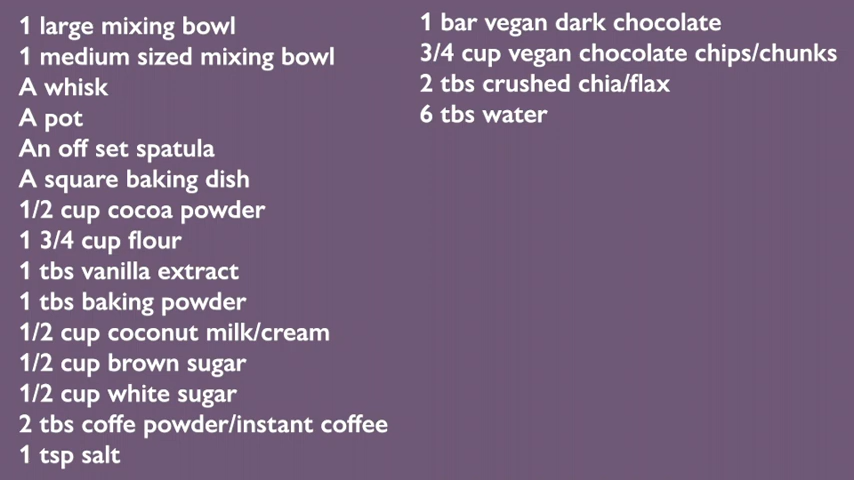 1 large mixing bowl
1 medium sized mixing bowl
A whisk
A pot
An off set spatula
A square baking dish
1/2 cup cocoa powder
1 3/4 cup flour
1 tbs vanilla extract
1 tbs baking powder
1/2 cup coconut milk/cream
1/2 cup brown sugar
1/2 cup white sugar
2 tbs coffe powder/instant coffee
1 tsp salt
1 bar vegan dark chocolate
3/4 cup vegan chocolate chips/chunks
2 tbs crushed chia/flax
6 tbs water